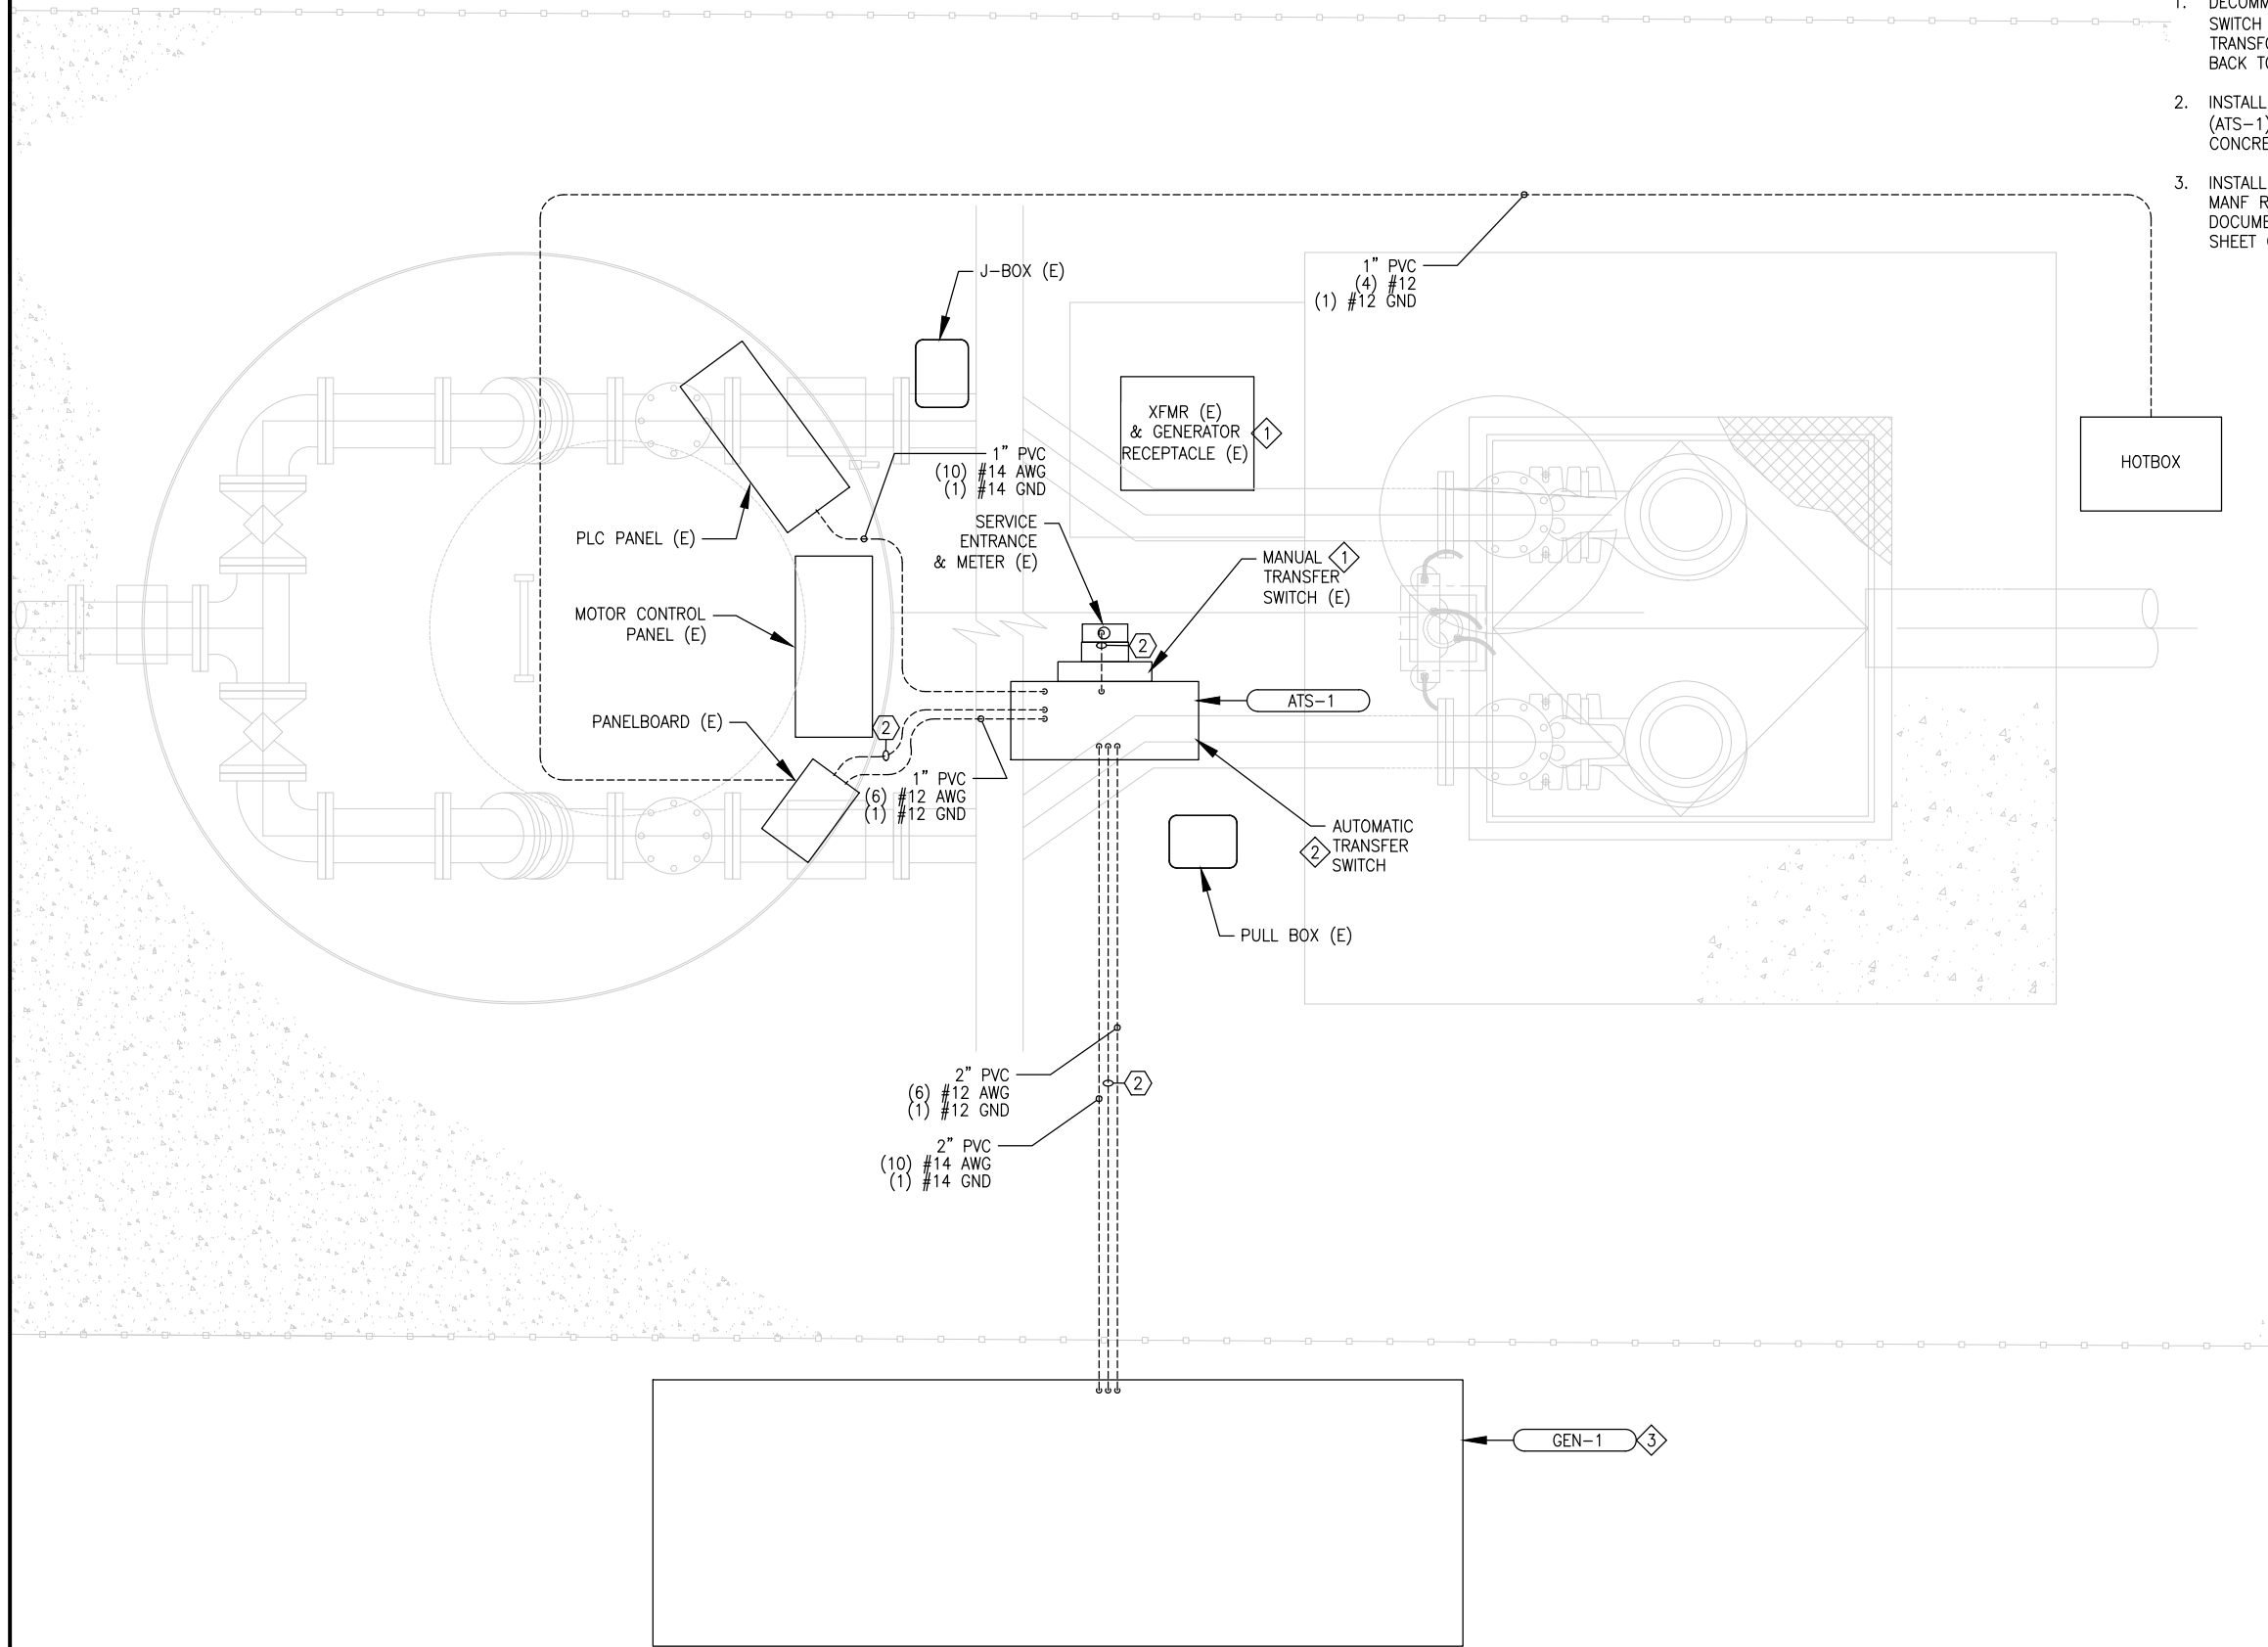 1.
SWITCH
BACK
2. INSTALL
(ATS-1)
3. INSTALL
MANF
SHEET
J-BOX (E)
1" PVC
(4) #12
(1) #12 GND
XFMR (E)
& GENERATOR
RECEPTACLE (E)
1
HOTBOX
1" PVC
(10) #14 AWG
(1) #14 GND
PLC PANEL (E)
SERVICE
ENTRANCE
& METER (E)
MANUAL
TRANSFER
SWITCH (E)
1
MOTOR CONTROL
PANEL (E)
2
ATS-1
PANELBOARD (E)
2
1" PVC
(6) #12 AWG
(1) #12 GND
AUTOMATIC
TRANSFER
SWITCH
2
PULL BOX (E)
2" PVC
(6) #12 AWG
(1) #12 GND
2
2" PVC
(10) #14 AWG
(1) #14 GND
GEN-1
3